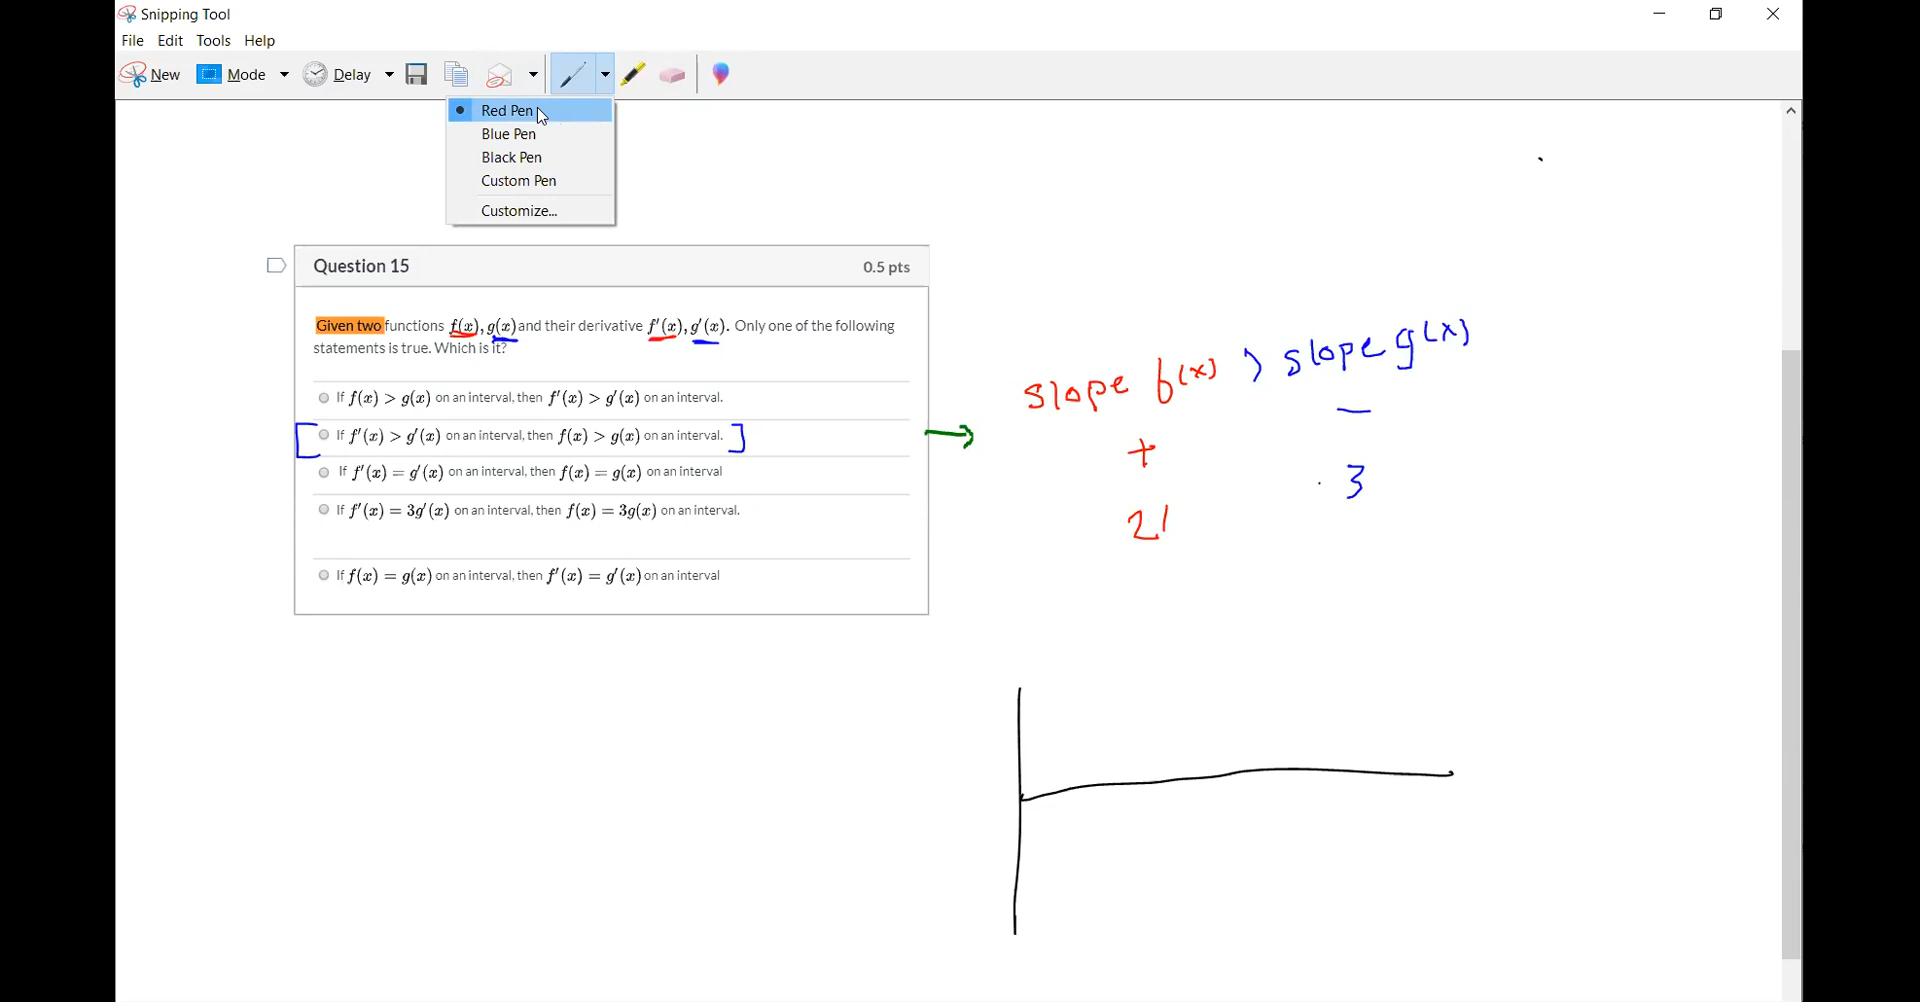 Snipping Tool
File Edit Tools Help
New Mode Delay
Red Pen
Blue Pen
Black Pen
Custom Pen
Customize...
Question 15 0.5 pts
Given two functions f(x), g(x) and their derivative f′(x), g′(x). Only one of the following
statements is true. Which is it?
If f(x) > g(x) on an interval, then f′(x) > g′(x) on an interval.
If f′(x) > g′(x) on an interval, then f(x) > g(x) on an interval.
If f′(x) = g′(x) on an interval, then f(x) = g(x) on an interval
If f′(x) = 3g′(x) on an interval, then f(x) = 3g(x) on an interval.
If f(x) = g(x) on an interval, then f′(x) = g′(x) on an interval
slope f(x) > slope g(x)
+ −
21 3